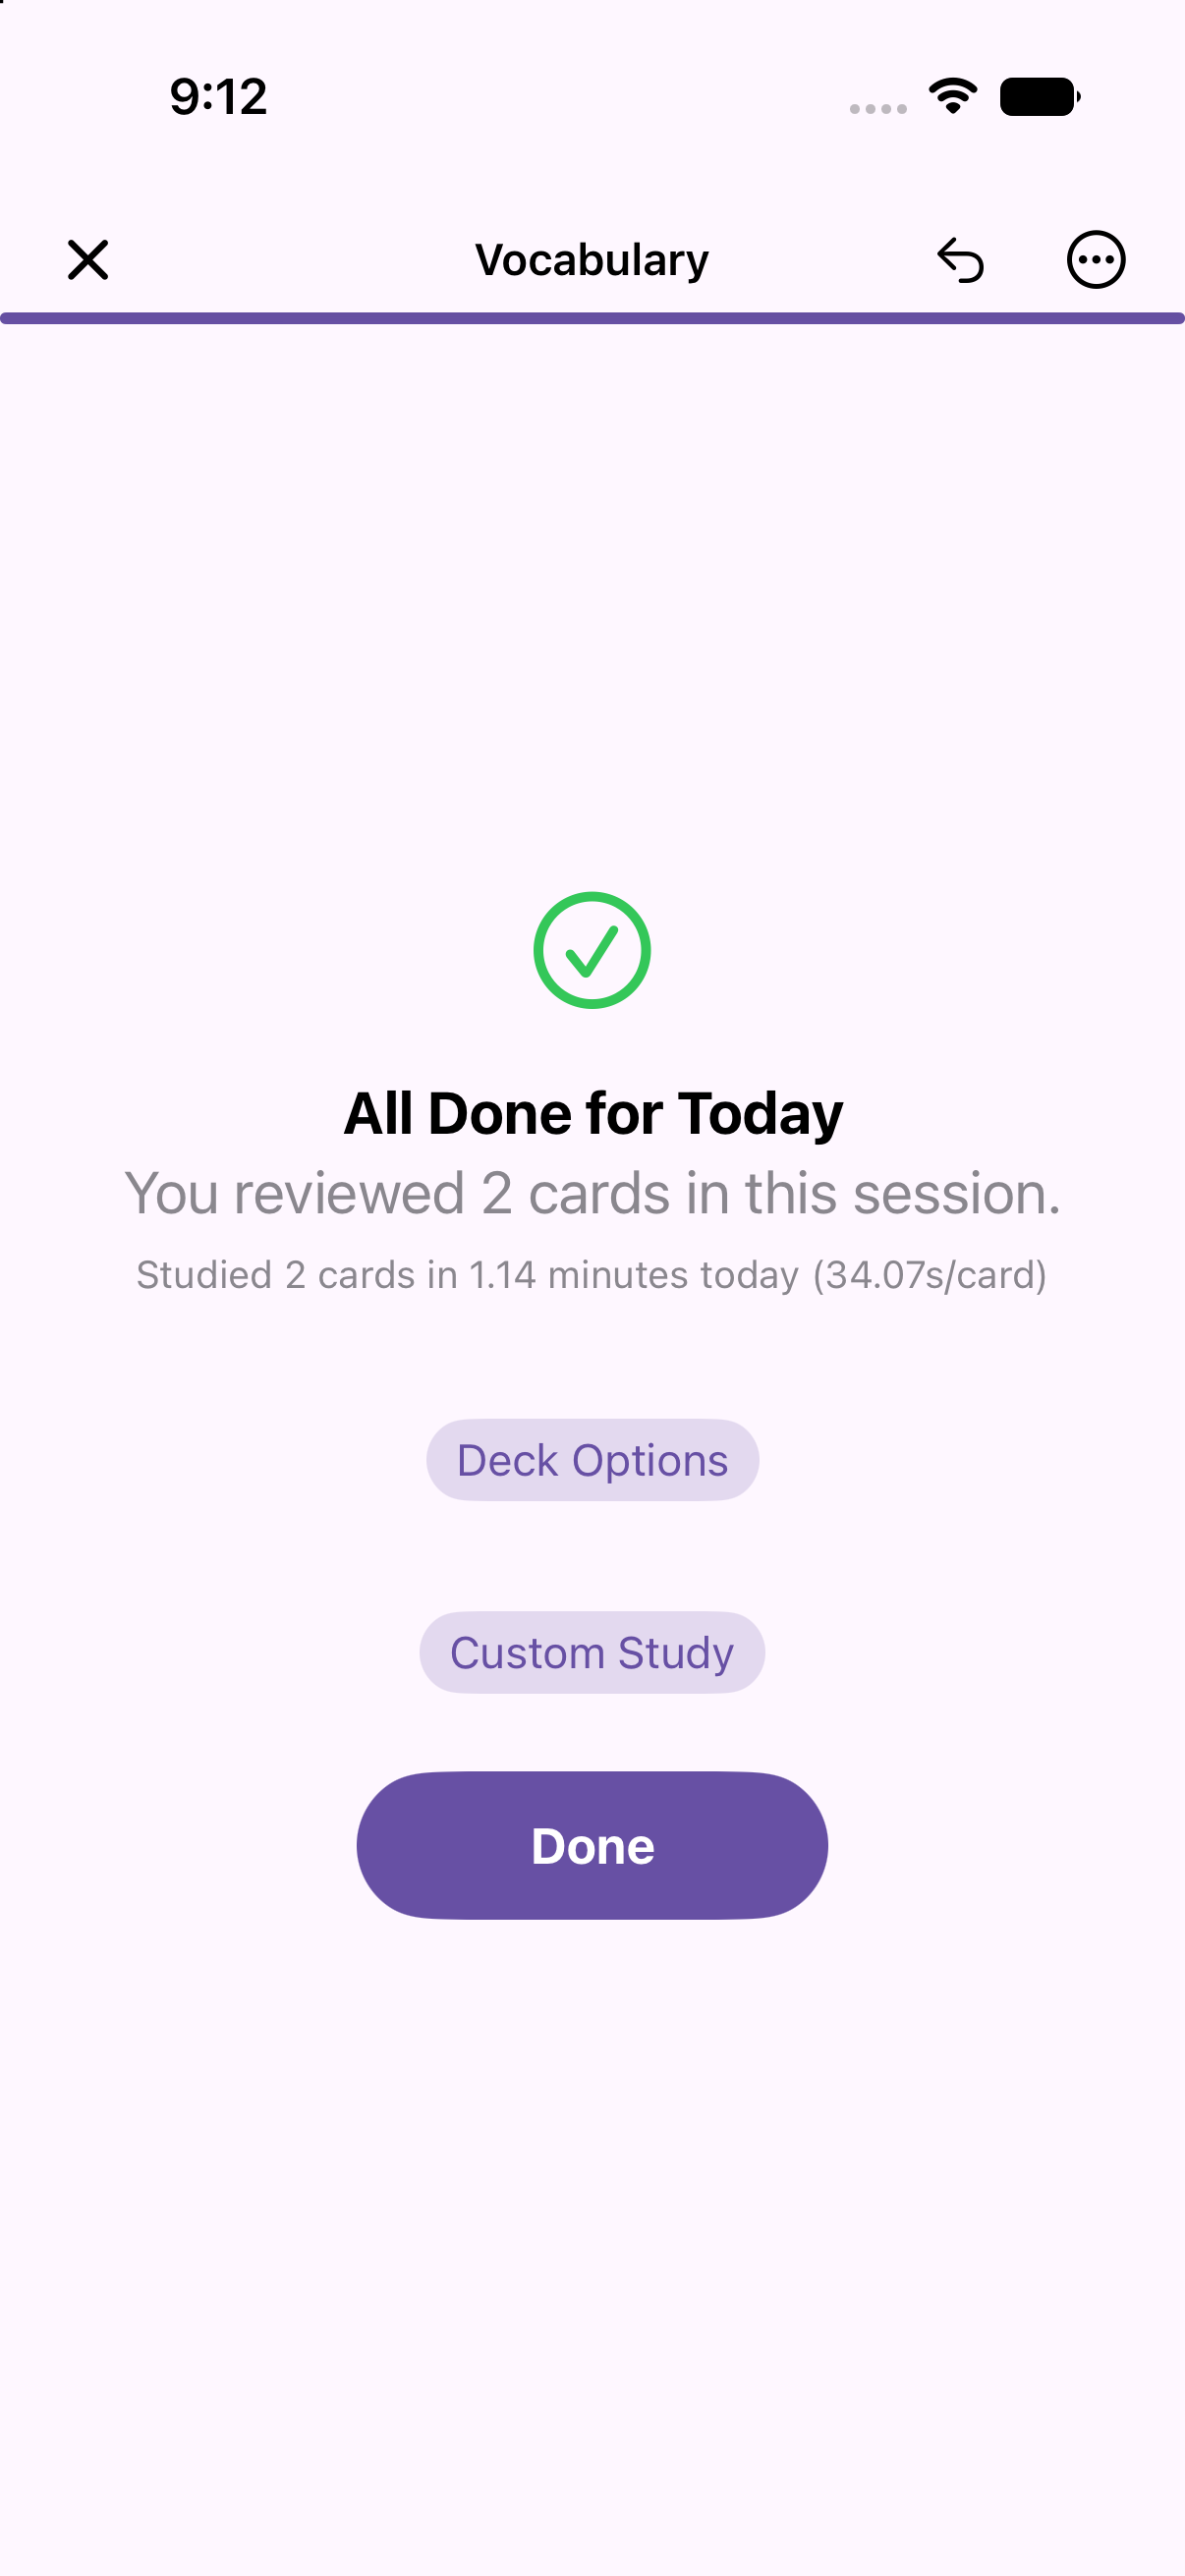 9:12
Vocabulary
All Done for Today
You reviewed 2 cards in this session.
Studied 2 cards in 1.14 minutes today (34.07s/card)
Deck Options
Custom Study
Done